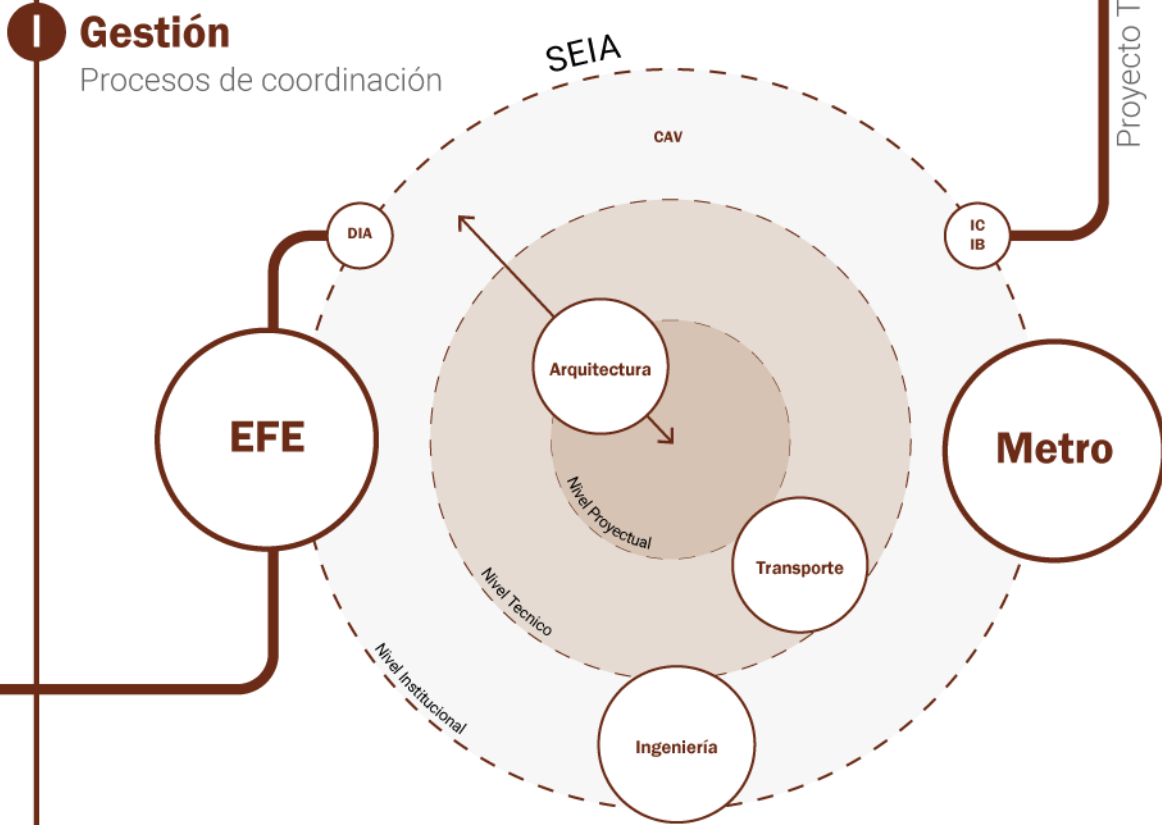 I Gestión
Procesos de coordinación
Proyecto T
SEIA
CAV
DIA
IC
IB
Arquitectura
EFE
Metro
Nivel Proyectual
Transporte
Nivel Tecnico
Nivel Institucional
Ingeniería